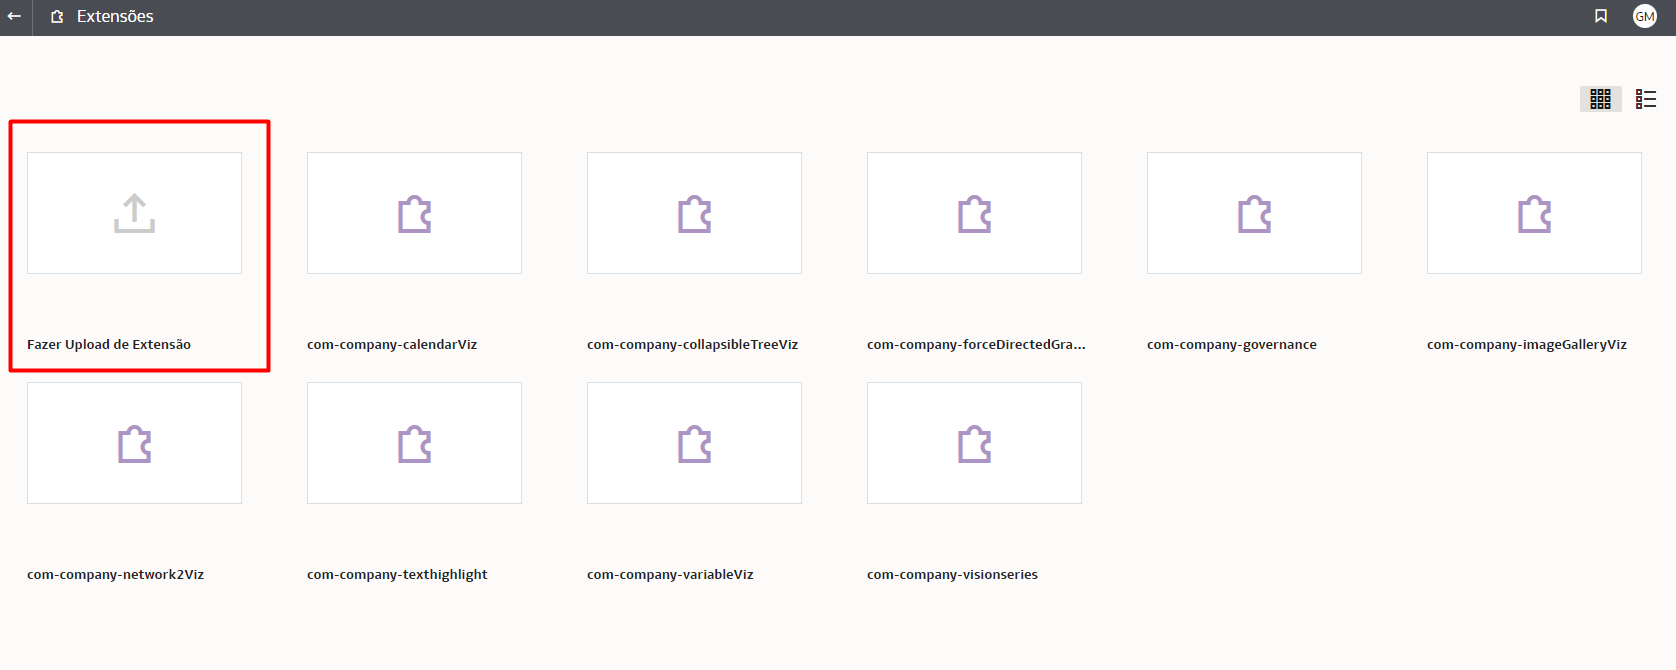 Extensões
GM
Fazer Upload de Extensão
com-company-calendarViz
com-company-collapsibleTreeViz
com-company-forceDirectedGra...
com-company-governance
com-company-imageGalleryViz
com-company-network2Viz
com-company-texthighlight
com-company-variableViz
com-company-visionseries